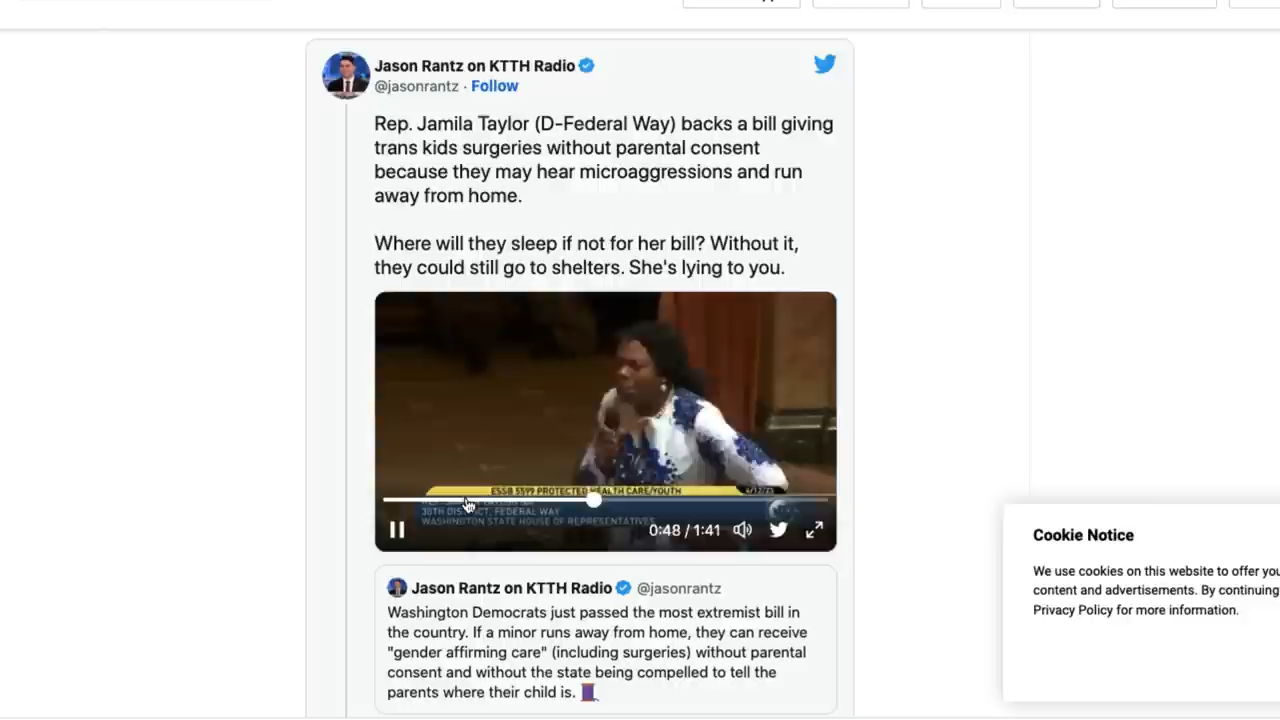 Jason Rantz on KTTH Radio
@jasonrantz · Follow
Rep. Jamila Taylor (D-Federal Way) backs a bill giving
trans kids surgeries without parental consent
because they may hear microaggressions and run
away from home.
Where will they sleep if not for her bill? Without it,
they could still go to shelters. She's lying to you.
ESSB 5599 PROTECTED HEALTH CARE/YOUTH
30TH DISTRICT, FEDERAL WAY
WASHINGTON STATE HOUSE OF REPRESENTATIVES
0:48 / 1:41
Jason Rantz on KTTH Radio @jasonrantz
Washington Democrats just passed the most extremist bill in
the country. If a minor runs away from home, they can receive
"gender affirming care" (including surgeries) without parental
consent and without the state being compelled to tell the
parents where their child is.
Cookie Notice
We use cookies on this website to offer you
content and advertisements. By continuing
Privacy Policy for more information.